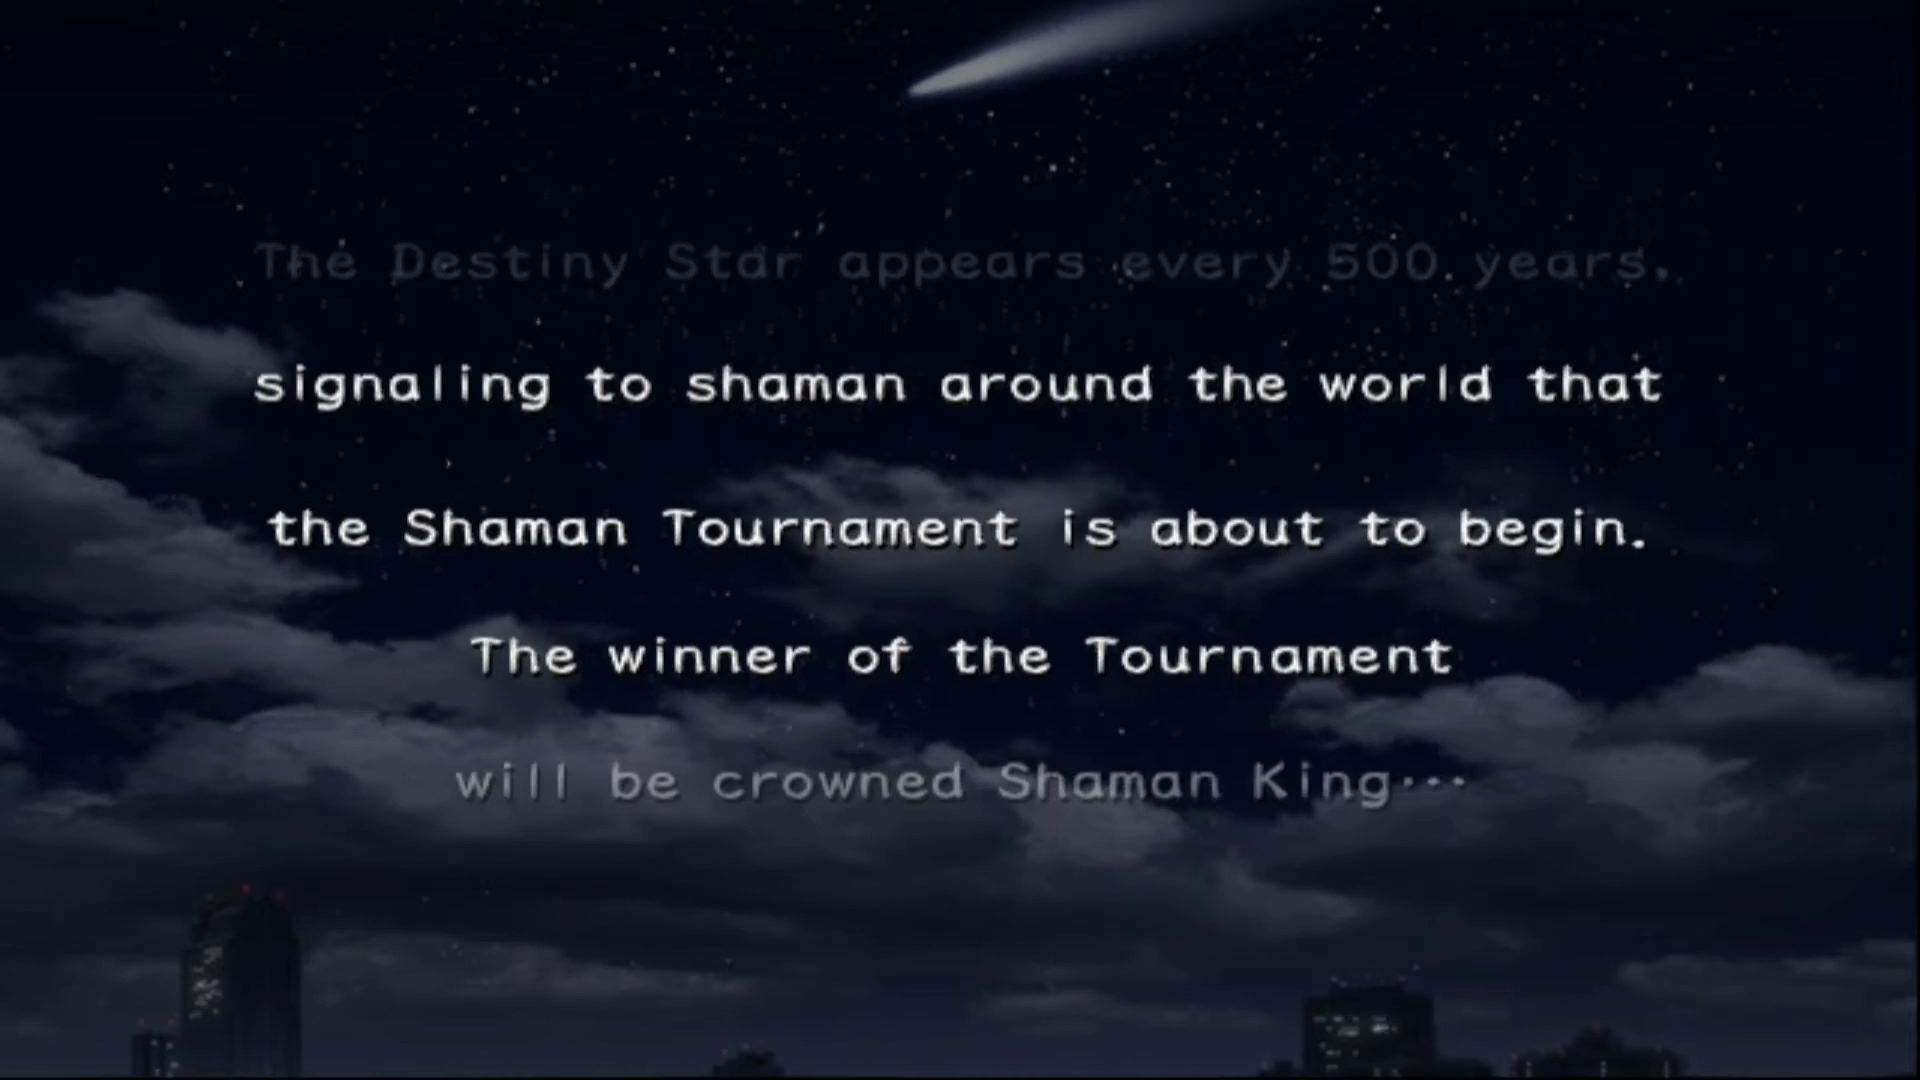 The Destiny Star appears every 500 years.
signaling to shaman around the world that
the Shaman Tournament is about to begin.
The winner of the Tournament
will be crowned Shaman King···